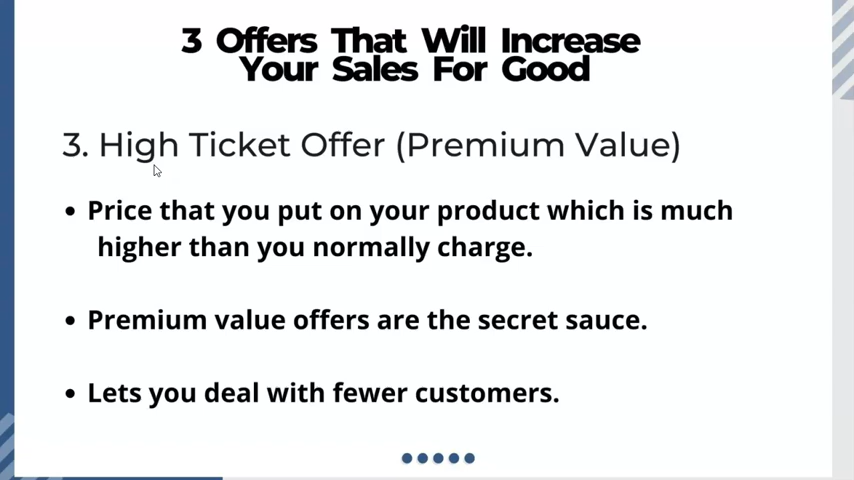 3 Offers That Will Increase
Your Sales For Good
3. High Ticket Offer (Premium Value)
• Price that you put on your product which is much
higher than you normally charge.
• Premium value offers are the secret sauce.
• Lets you deal with fewer customers.